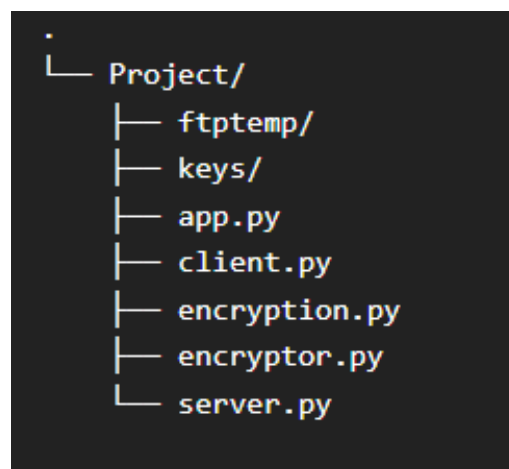 .
└── Project/
    ├── ftptemp/
    ├── keys/
    ├── app.py
    ├── client.py
    ├── encryption.py
    ├── encryptor.py
    └── server.py